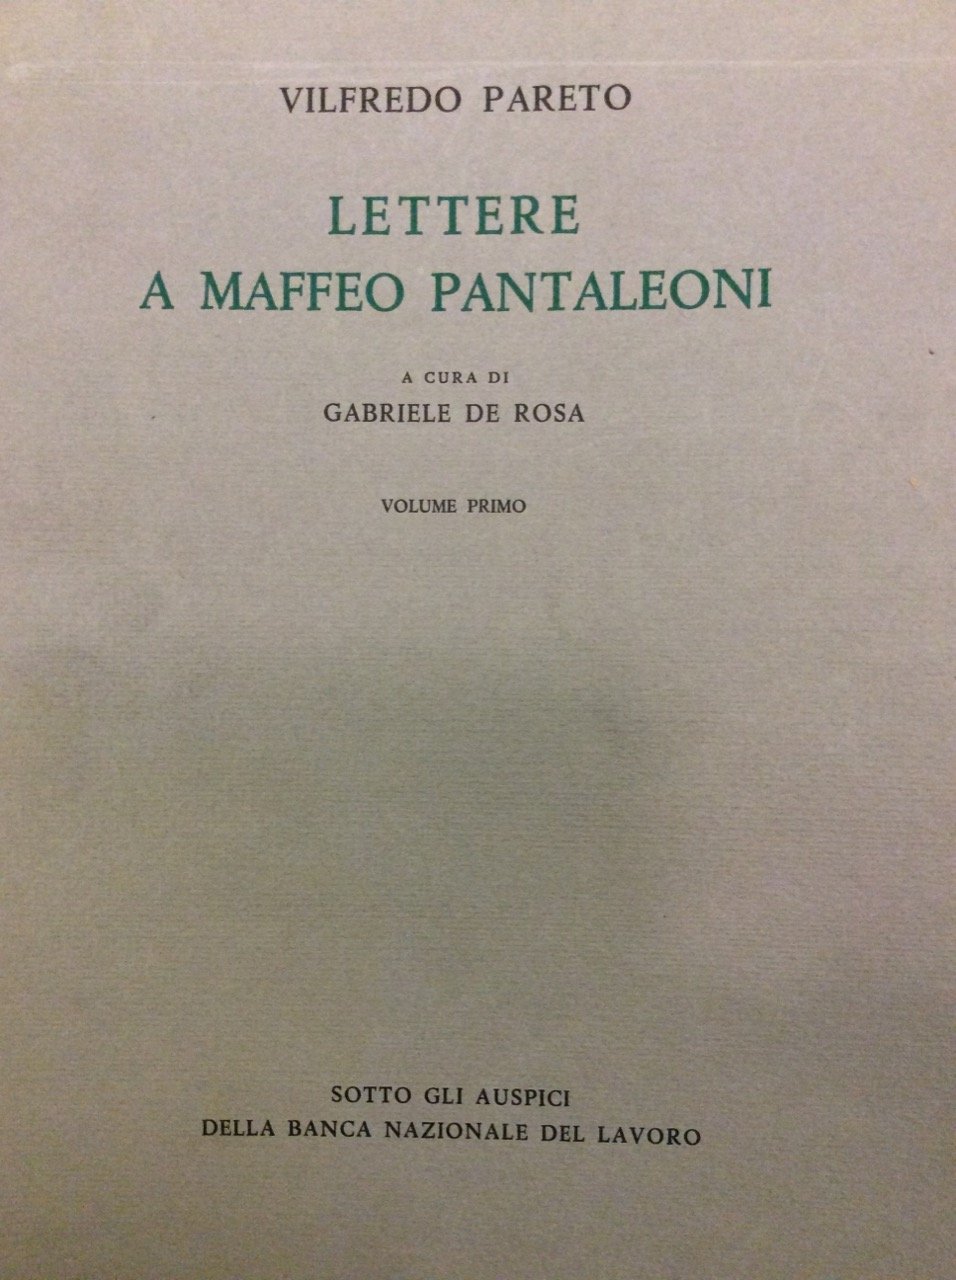 VILFREDO PARETO
LETTERE
A MAFFEO PANTALEONI
A CURA DI
GABRIELE DE ROSA
VOLUME PRIMO
SOTTO GLI AUSPICI
DELLA BANCA NAZIONALE DEL LAVORO